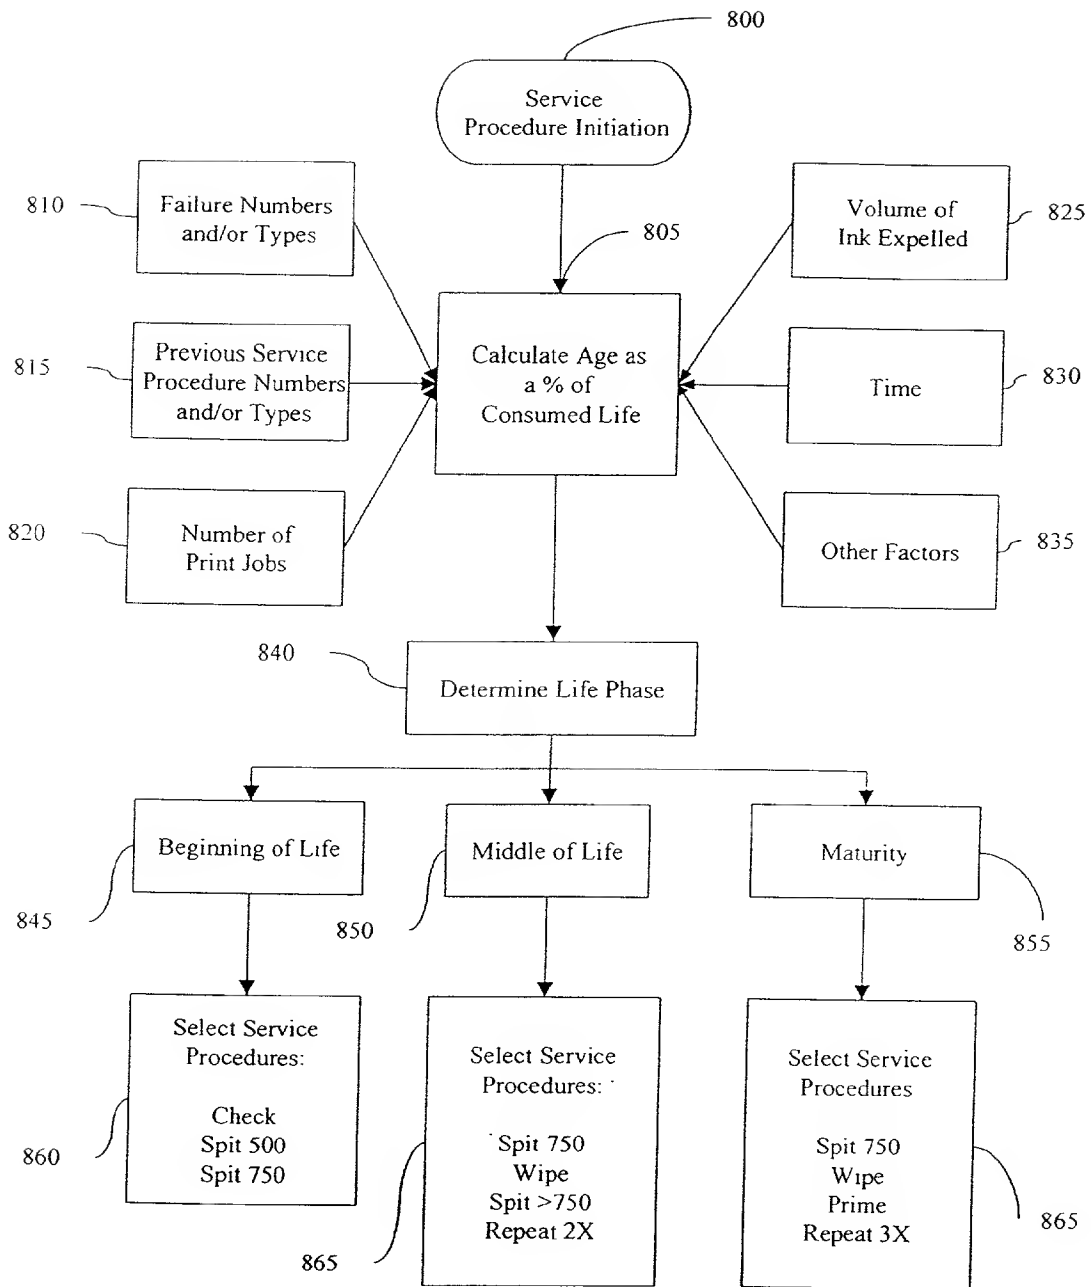 800
Service
Procedure Initiation
810
Failure Numbers
and/or Types
805
Volume of
Ink Expelled
825
815
Previous Service
Procedure Numbers
and/or Types
Calculate Age as
a % of
Consumed Life
Time
830
820
Number of
Print Jobs
Other Factors
835
840
Determine Life Phase
Beginning of Life
Middle of Life
Maturity
845
850
855
Select Service
Procedures:
Check
Spit 500
Spit 750
860
Select Service
Procedures:
Spit 750
Wipe
Spit >750
Repeat 2X
865
Select Service
Procedures
Spit 750
Wipe
Prime
Repeat 3X
865